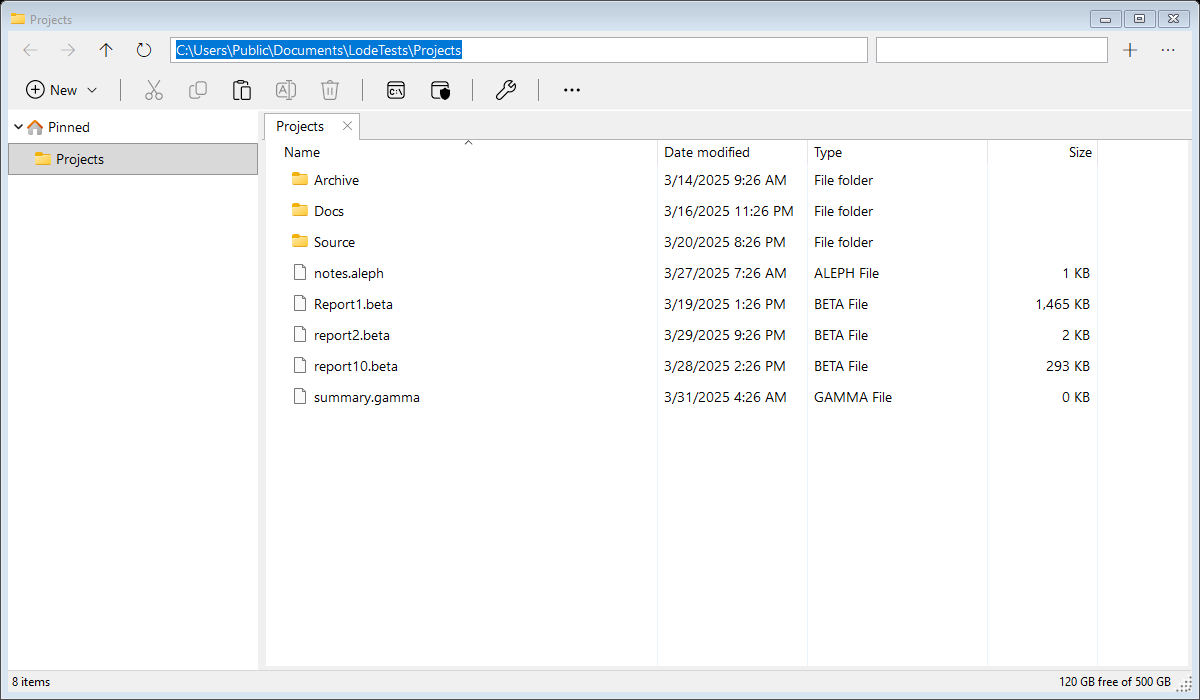 Projects
C:\Users\Public\Documents\LodeTests\Projects
New
Pinned
Projects
Projects
Name Date modified Type Size
Archive 3/14/2025 9:26 AM File folder
Docs 3/16/2025 11:26 PM File folder
Source 3/20/2025 8:26 PM File folder
notes.aleph 3/27/2025 7:26 AM ALEPH File 1 KB
Report1.beta 3/19/2025 1:26 PM BETA File 1,465 KB
report2.beta 3/29/2025 9:26 PM BETA File 2 KB
report10.beta 3/28/2025 2:26 PM BETA File 293 KB
summary.gamma 3/31/2025 4:26 AM GAMMA File 0 KB
8 items 120 GB free of 500 GB